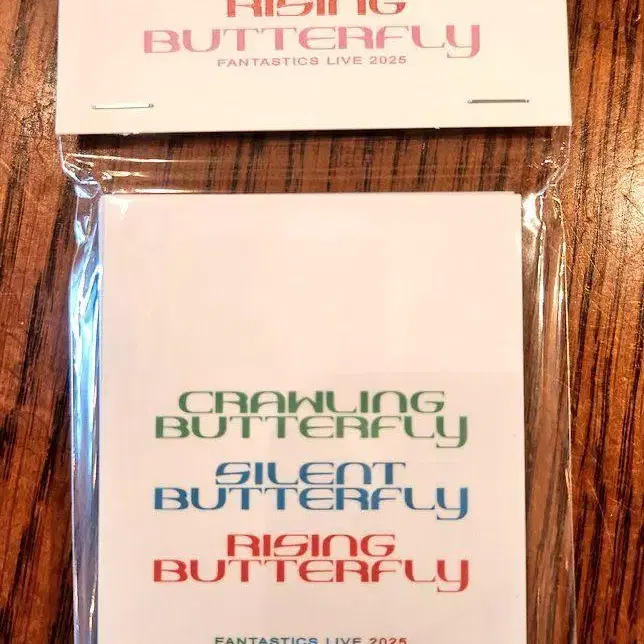 RISING
BUTTERFLY
FANTASTICS LIVE 2025
CRAWLING
BUTTERFLY
SILENT
BUTTERFLY
RISING
BUTTERFLY
FANTASTICS LIVE 2025